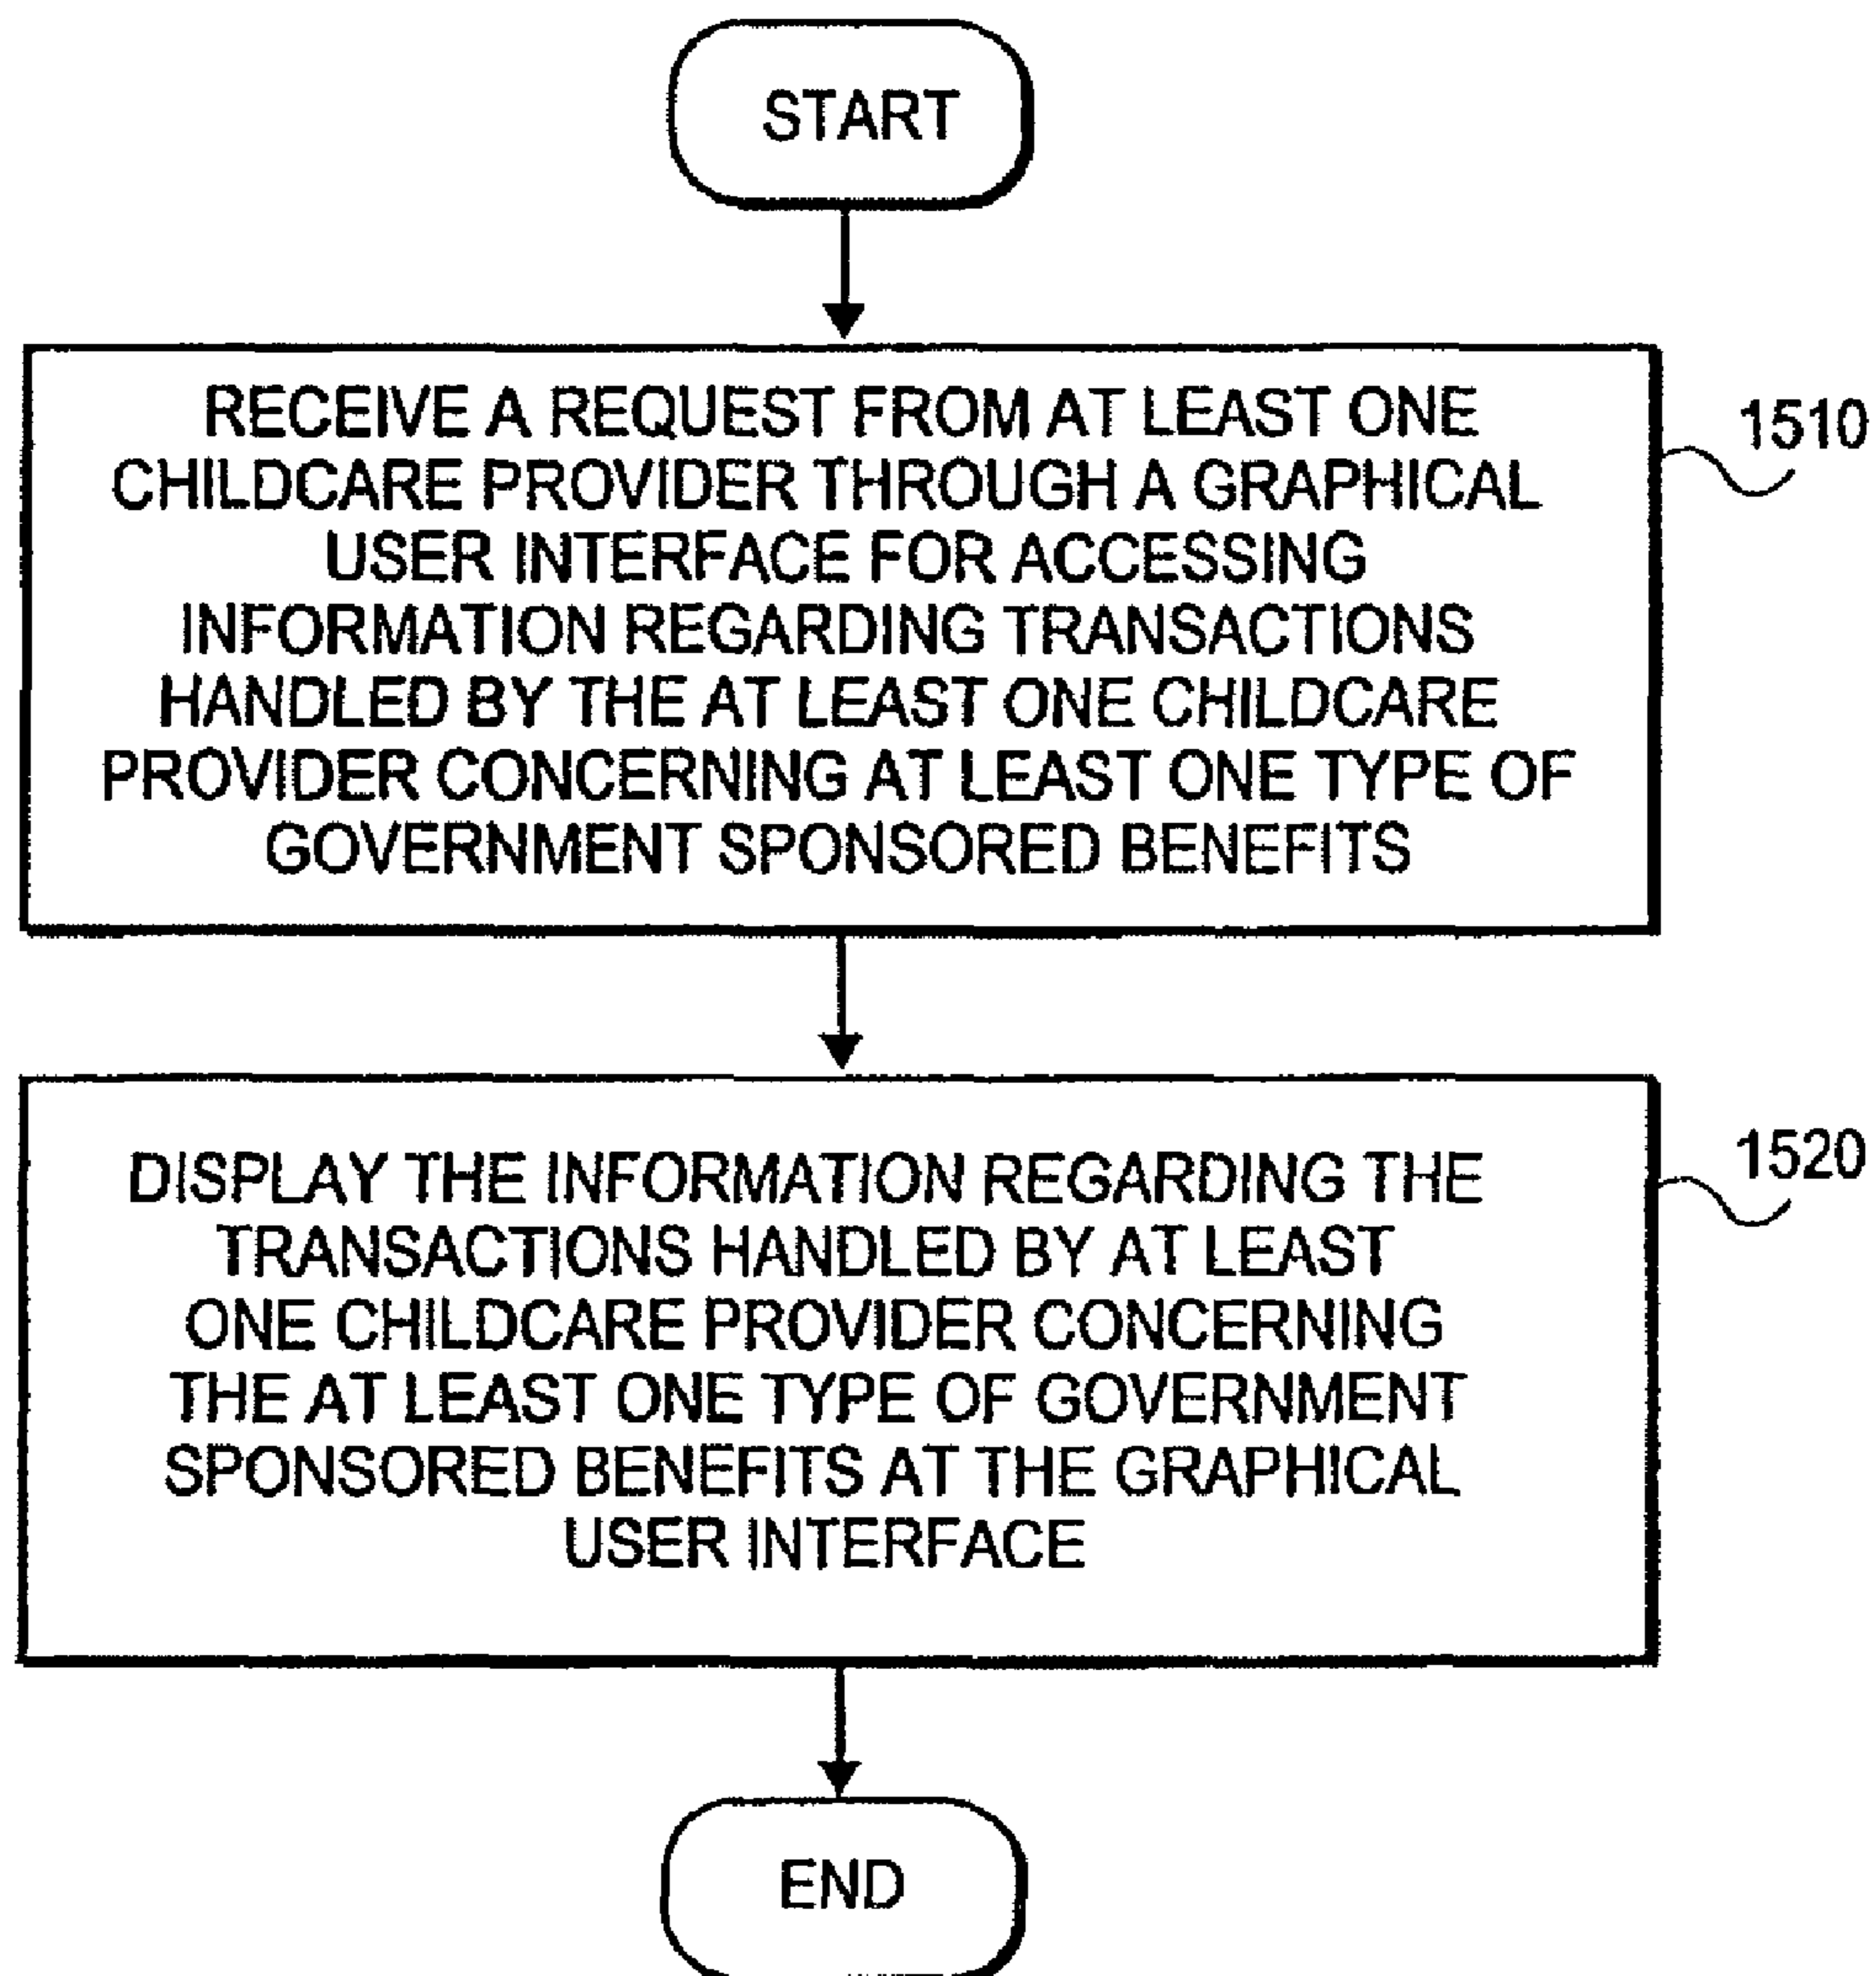 START
RECEIVE A REQUEST FROM AT LEAST ONE
CHILDCARE PROVIDER THROUGH A GRAPHICAL
USER INTERFACE FOR ACCESSING
INFORMATION REGARDING TRANSACTIONS
HANDLED BY THE AT LEAST ONE CHILDCARE
PROVIDER CONCERNING AT LEAST ONE TYPE OF
GOVERNMENT SPONSORED BENEFITS
1510
DISPLAY THE INFORMATION REGARDING THE
TRANSACTIONS HANDLED BY AT LEAST
ONE CHILDCARE PROVIDER CONCERNING
THE AT LEAST ONE TYPE OF GOVERNMENT
SPONSORED BENEFITS AT THE GRAPHICAL
USER INTERFACE
1520
END